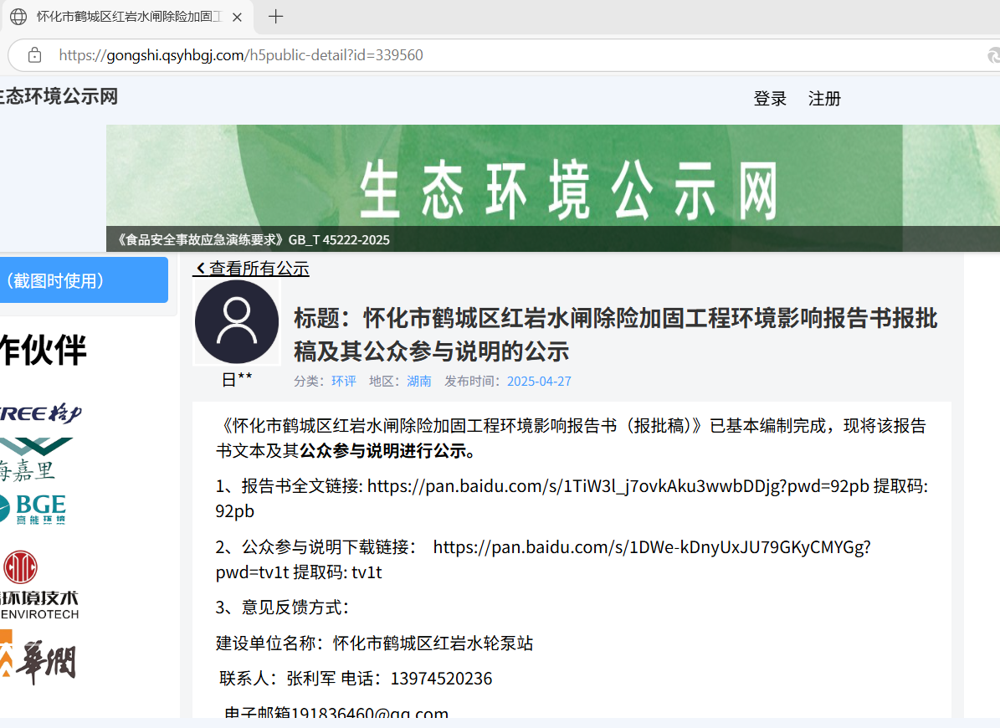 怀化市鹤城区红岩水闸除险加固工
https://gongshi.qsyhbgj.com/h5public-detail?id=339560
态环境公示网
登录 注册
生态环境公示网
《食品安全事故应急演练要求》GB_T 45222-2025
（截图时使用）
查看所有公示
标题：怀化市鹤城区红岩水闸除险加固工程环境影响报告书报批
稿及其公众参与说明的公示
日**
分类：环评 地区：湖南 发布时间：2025-04-27
作伙伴
REE
海嘉里
BGE
高能环境
环境技术
ENVIROTECH
華潤
《怀化市鹤城区红岩水闸除险加固工程环境影响报告书（报批稿）》已基本编制完成，现将该报告
书文本及其公众参与说明进行公示。
1、报告书全文链接: https://pan.baidu.com/s/1TiW3l_j7ovkAku3wwbDDjg?pwd=92pb 提取码:
92pb
2、公众参与说明下载链接： https://pan.baidu.com/s/1DWe-kDnyUxJU79GKyCMYGg?
pwd=tv1t 提取码: tv1t
3、意见反馈方式：
建设单位名称：怀化市鹤城区红岩水轮泵站
联系人：张利军 电话：13974520236
电子邮箱191836460@qq.com